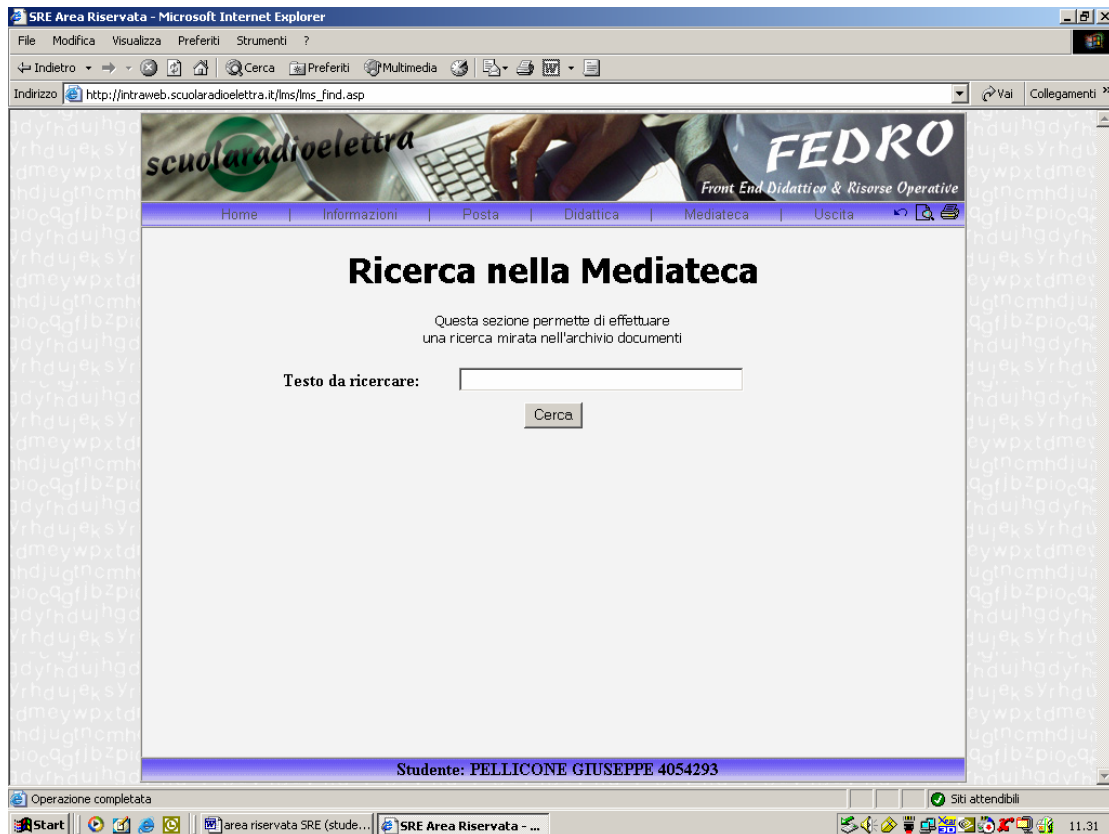 SRE Area Riservata - Microsoft Internet Explorer
File Modifica Visualizza Preferiti Strumenti ?
Indietro Cerca Preferiti Multimedia
Indirizzo http://intraweb.scuolaradioelettra.it/lms/lms_find.asp Vai Collegamenti »
scuolaradioelettra
FEDRO
Front End Didattico & Risorse Operative
Home | Informazioni | Posta | Didattica | Mediateca | Uscita
Ricerca nella Mediateca
Questa sezione permette di effettuare
una ricerca mirata nell'archivio documenti
Testo da ricercare:
Cerca
Studente: PELLICONE GIUSEPPE 4054293
Operazione completata Siti attendibili
Start area riservata SRE (stude... SRE Area Riservata - ... 11.31